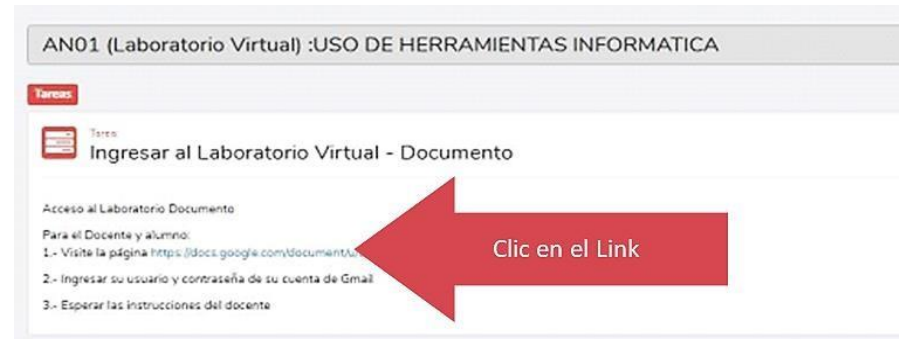 AN01 (Laboratorio Virtual) :USO DE HERRAMIENTAS INFORMATICA
Tareas
Tarea
Ingresar al Laboratorio Virtual - Documento
Acceso al Laboratorio Documento
Para el Docente y alumno:
1.- Visite la página https://docs.google.com/document/u/
Clic en el Link
2.- Ingresar su usuario y contraseña de su cuenta de Gmail
3.- Esperar las instrucciones del docente